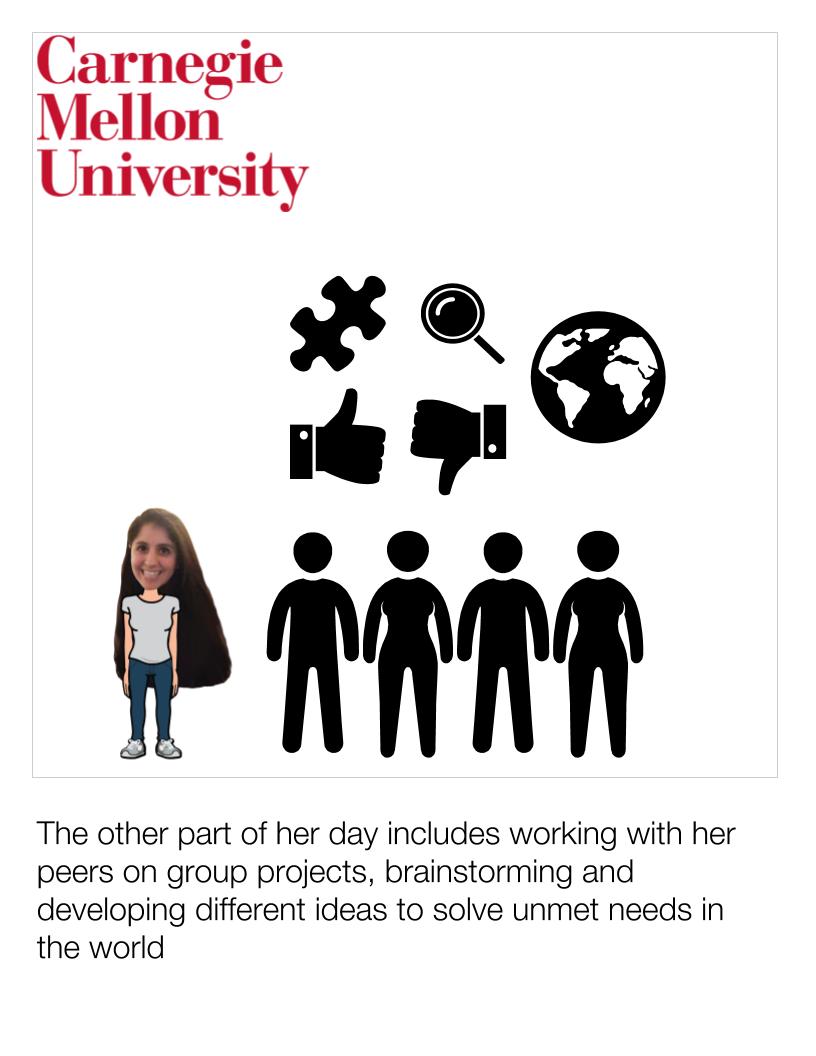 Carnegie
Mellon
University
The other part of her day includes working with her
peers on group projects, brainstorming and
developing different ideas to solve unmet needs in
the world